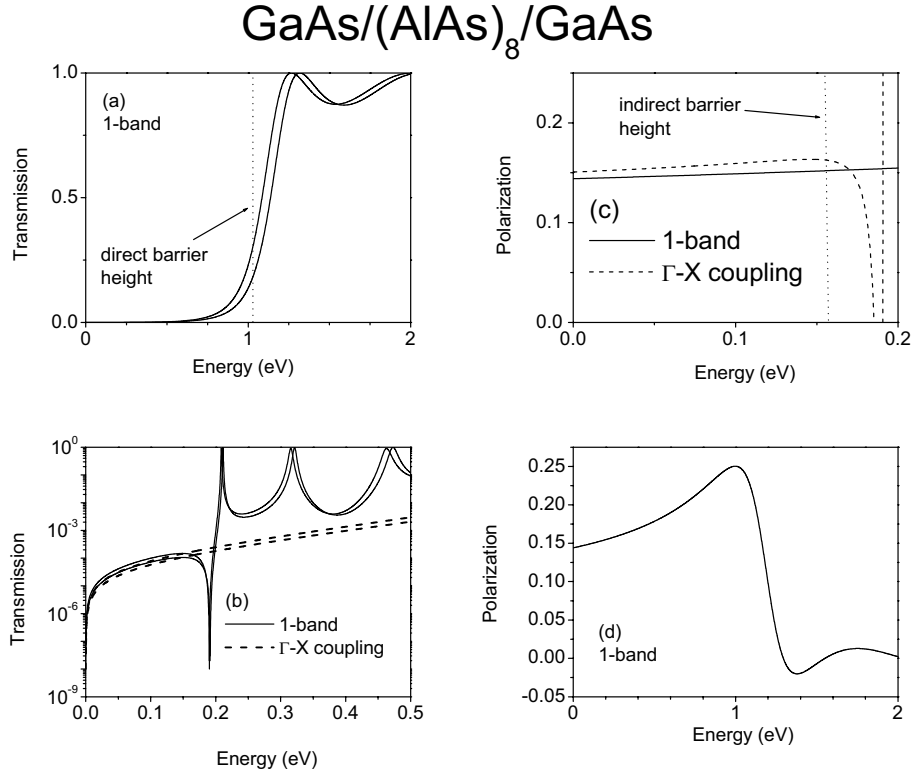 GaAs/(AlAs)8/GaAs
(a)
1-band
direct barrier
height
1.0
0.5
0.0
0
1
2
Transmission
Energy (eV)
indirect barrier
height
(c)
1-band
Γ-X coupling
0.2
0.1
0.0
0.0
0.1
0.2
Polarization
Energy (eV)
(b)
1-band
Γ-X coupling
10^0
10^-3
10^-6
10^-9
0.0
0.1
0.2
0.3
0.4
0.5
Transmission
Energy (eV)
(d)
1-band
0.25
0.20
0.15
0.10
0.05
0.00
-0.05
0
1
2
Polarization
Energy (eV)